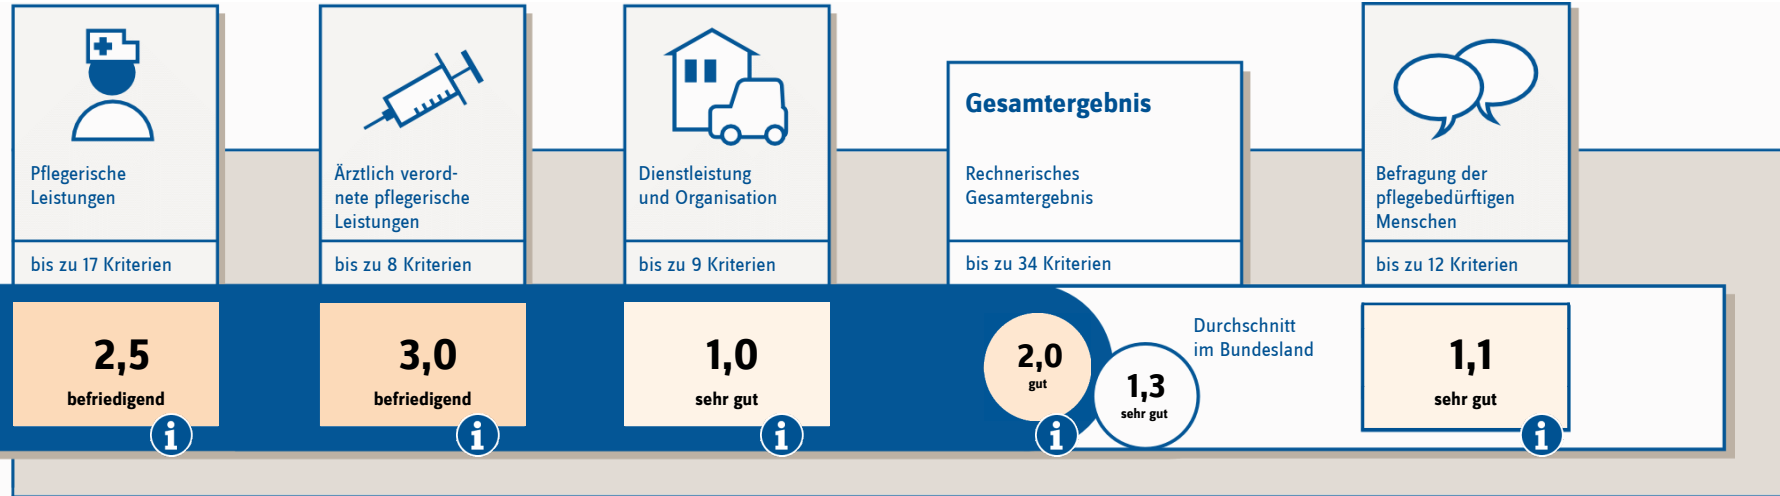 Pflegerische
Leistungen
bis zu 17 Kriterien
2,5
befriedigend
i
Ärztlich verord-
nete pflegerische
Leistungen
bis zu 8 Kriterien
3,0
befriedigend
i
Dienstleistung
und Organisation
bis zu 9 Kriterien
1,0
sehr gut
i
Gesamtergebnis
Rechnerisches
Gesamtergebnis
bis zu 34 Kriterien
2,0
gut
i
1,3
sehr gut
Durchschnitt
im Bundesland
Befragung der
pflegebedürftigen
Menschen
bis zu 12 Kriterien
1,1
sehr gut
i